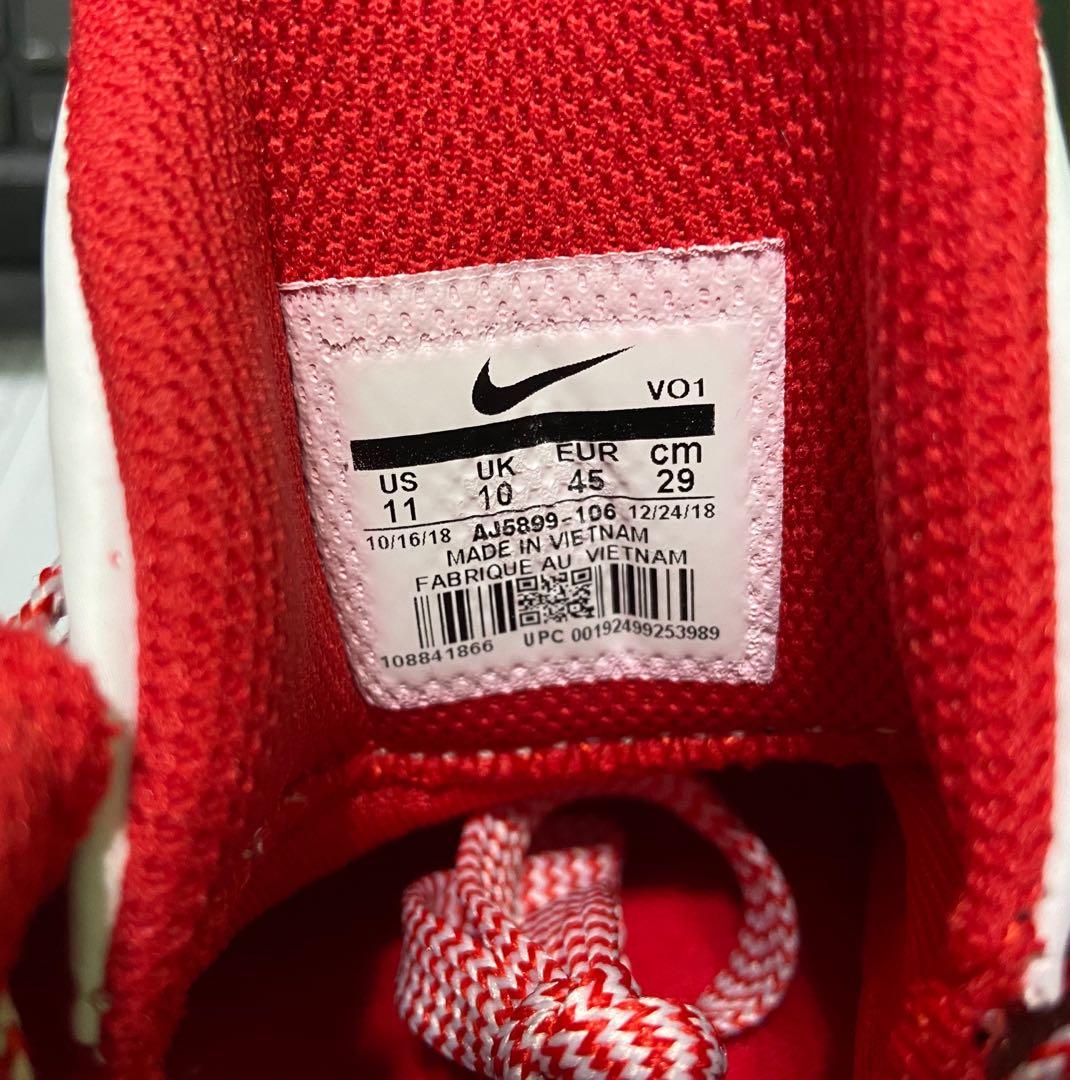 VO1
US UK EUR cm
11 10 45 29
10/16/18 AJ5899-106 12/24/18
MADE IN VIETNAM
FABRIQUE AU VIETNAM
108841866 UPC 00192499253989